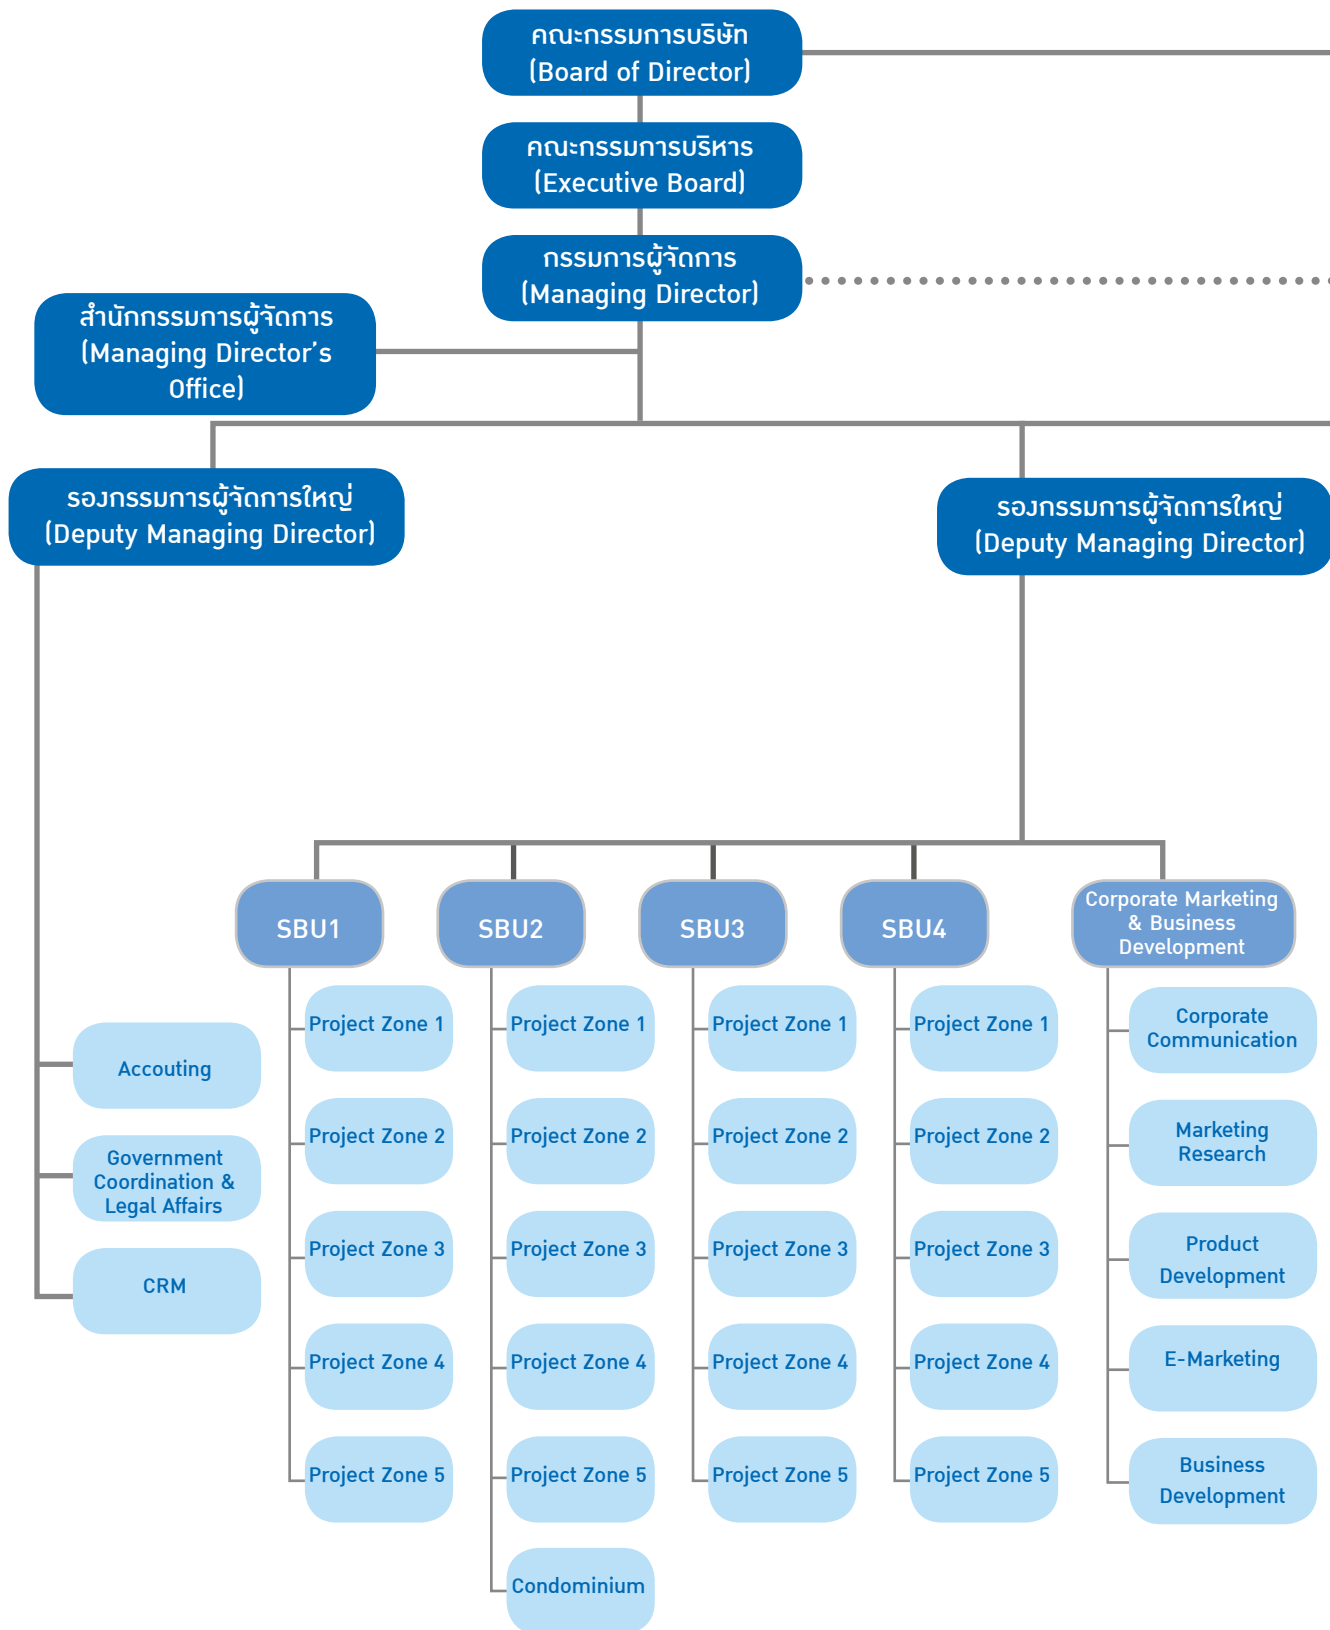 คณะกรรมการบริษัท
(Board of Director)
คณะกรรมการบริหาร
(Executive Board)
กรรมการผู้จัดการ
(Managing Director)
สำนักกรรมการผู้จัดการ
(Managing Director's
Office)
รองกรรมการผู้จัดการใหญ่
(Deputy Managing Director)
รองกรรมการผู้จัดการใหญ่
(Deputy Managing Director)
Accouting
Government
Coordination &
Legal Affairs
CRM
SBU1
Project Zone 1
Project Zone 2
Project Zone 3
Project Zone 4
Project Zone 5
SBU2
Project Zone 1
Project Zone 2
Project Zone 3
Project Zone 4
Project Zone 5
Condominium
SBU3
Project Zone 1
Project Zone 2
Project Zone 3
Project Zone 4
Project Zone 5
SBU4
Project Zone 1
Project Zone 2
Project Zone 3
Project Zone 4
Project Zone 5
Corporate Marketing
& Business
Development
Corporate
Communication
Marketing
Research
Product
Development
E-Marketing
Business
Development